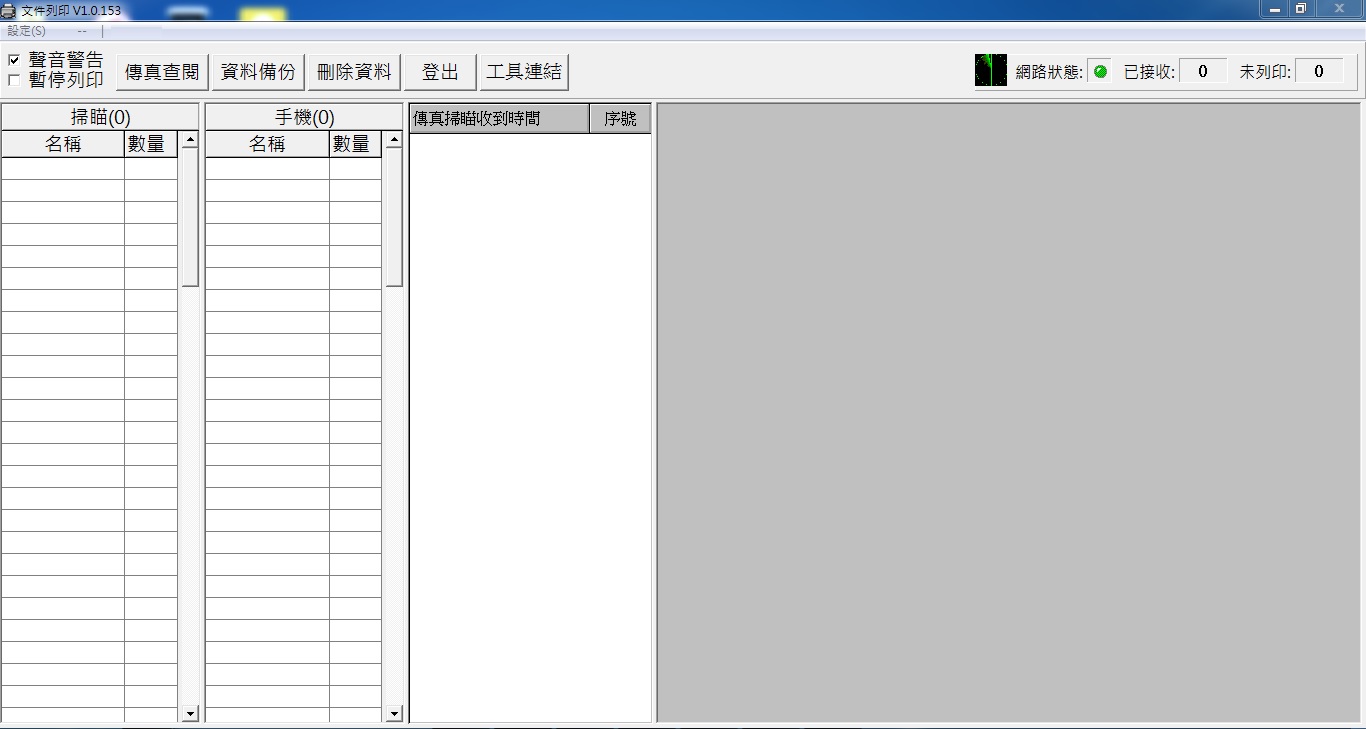 文件列印 V1.0.153
設定(S) -- |
聲音警告
暫停列印
傳真查閱 資料備份 刪除資料 登出 工具連結
網路狀態: 已接收: 0 未列印: 0
掃瞄(0) 手機(0) 傳真掃瞄收到時間 序號
名稱 數量 名稱 數量